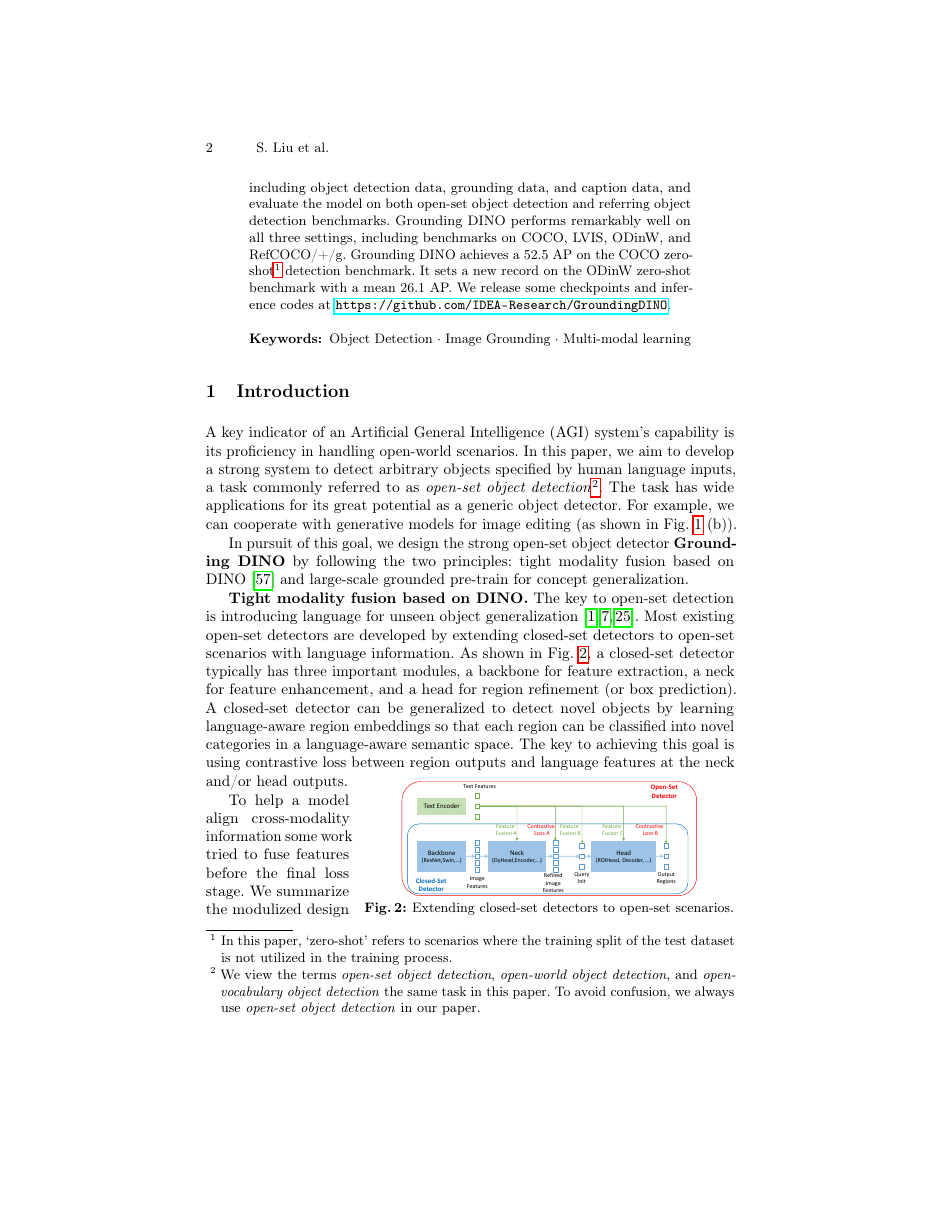 2 S. Liu et al.
including object detection data, grounding data, and caption data, and
evaluate the model on both open-set object detection and referring object
detection benchmarks. Grounding DINO performs remarkably well on
all three settings, including benchmarks on COCO, LVIS, ODinW, and
RefCOCO/+/g. Grounding DINO achieves a 52.5 AP on the COCO zero-
shot1 detection benchmark. It sets a new record on the ODinW zero-shot
benchmark with a mean 26.1 AP. We release some checkpoints and infer-
ence codes at https://github.com/IDEA-Research/GroundingDINO
Keywords: Object Detection · Image Grounding · Multi-modal learning
1 Introduction
A key indicator of an Artificial General Intelligence (AGI) system's capability is
its proficiency in handling open-world scenarios. In this paper, we aim to develop
a strong system to detect arbitrary objects specified by human language inputs,
a task commonly referred to as open-set object detection2. The task has wide
applications for its great potential as a generic object detector. For example, we
can cooperate with generative models for image editing (as shown in Fig. 1 (b)).
In pursuit of this goal, we design the strong open-set object detector Ground-
ing DINO by following the two principles: tight modality fusion based on
DINO [57] and large-scale grounded pre-train for concept generalization.
Tight modality fusion based on DINO. The key to open-set detection
is introducing language for unseen object generalization [1,7,25]. Most existing
open-set detectors are developed by extending closed-set detectors to open-set
scenarios with language information. As shown in Fig. 2, a closed-set detector
typically has three important modules, a backbone for feature extraction, a neck
for feature enhancement, and a head for region refinement (or box prediction).
A closed-set detector can be generalized to detect novel objects by learning
language-aware region embeddings so that each region can be classified into novel
categories in a language-aware semantic space. The key to achieving this goal is
using contrastive loss between region outputs and language features at the neck
and/or head outputs.
To help a model
align cross-modality
information some work
tried to fuse features
before the final loss
stage. We summarize
the modulized design
Text Features
Open-Set
Detector
Text Encoder
Feature
Fusion A
Contrastive
Loss A
Feature
Fusion B
Feature
Fusion C
Contrastive
Loss B
Backbone
(ResNet,Swin,...)
Neck
(DyHead,Encoder,...)
Head
(ROIHead, Decoder, ...)
Closed-Set
Detector
Image
Features
Refined
Image
Features
Query
Init
Output
Regions
Fig. 2: Extending closed-set detectors to open-set scenarios.
1 In this paper, 'zero-shot' refers to scenarios where the training split of the test dataset
is not utilized in the training process.
2 We view the terms open-set object detection, open-world object detection, and open-
vocabulary object detection the same task in this paper. To avoid confusion, we always
use open-set object detection in our paper.